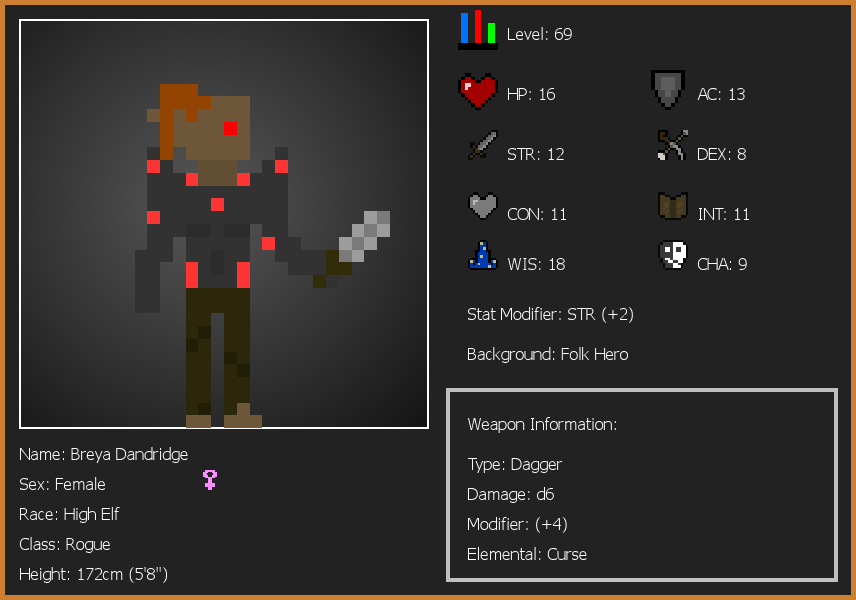 Level: 69
HP: 16
AC: 13
STR: 12
DEX: 8
CON: 11
INT: 11
WIS: 18
CHA: 9
Stat Modifier: STR (+2)
Background: Folk Hero
Weapon Information:
Type: Dagger
Damage: d6
Modifier: (+4)
Elemental: Curse
Name: Breya Dandridge
Sex: Female
Race: High Elf
Class: Rogue
Height: 172cm (5'8")